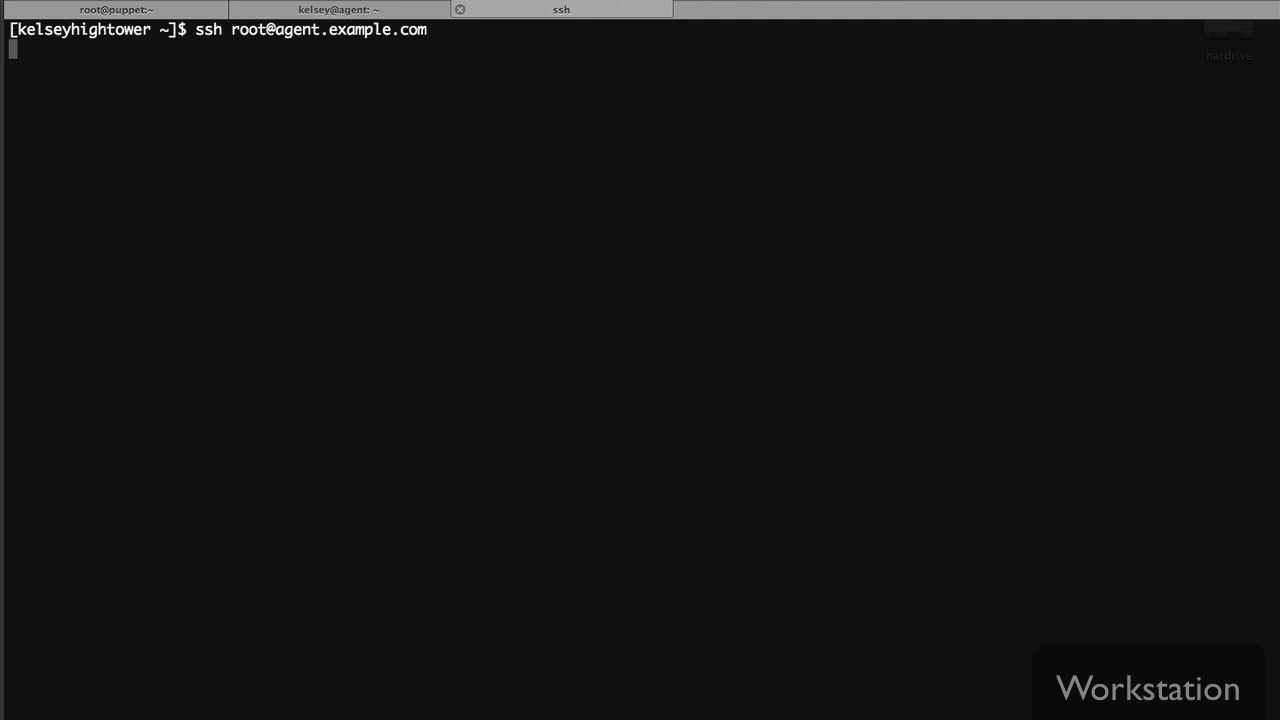 root@puppet:~
kelsey@agent: ~
ssh
[kelseyhightower ~]$ ssh root@agent.example.com
hardrive
Workstation